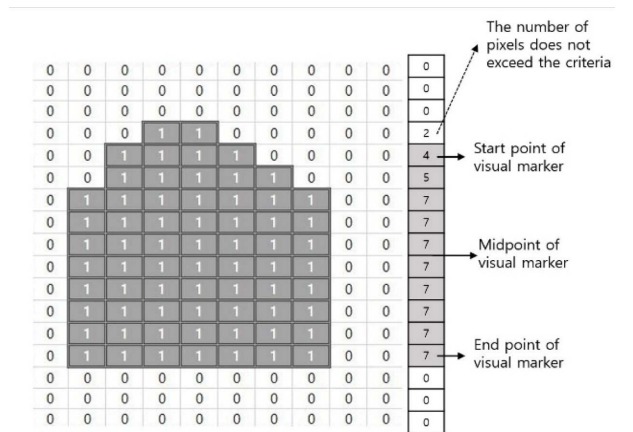 The number of
pixels does not
exceed the criteria
0 0 0 0 0 0 0 0 0 0 0
0 0 0 0 0 0 0 0 0 0 0
0 0 0 0 0 0 0 0 0 0 0
0 0 0 1 1 0 0 0 0 0 2
0 0 1 1 1 1 0 0 0 0 4
Start point of
visual marker
0 0 1 1 1 1 1 0 0 0 5
0 1 1 1 1 1 1 1 0 0 7
0 1 1 1 1 1 1 1 0 0 7
0 1 1 1 1 1 1 1 0 0 7
Midpoint of
visual marker
0 1 1 1 1 1 1 1 0 0 7
0 1 1 1 1 1 1 1 0 0 7
0 1 1 1 1 1 1 1 0 0 7
0 1 1 1 1 1 1 1 0 0 7
0 1 1 1 1 1 1 1 0 0 7
End point of
visual marker
0 0 0 0 0 0 0 0 0 0 0
0 0 0 0 0 0 0 0 0 0 0
0 0 0 0 0 0 0 0 0 0 0